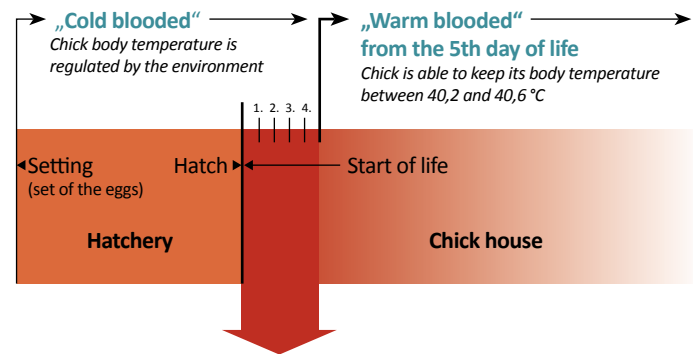 „Cold blooded“
Chick body temperature is
regulated by the environment
„Warm blooded“
from the 5th day of life
Chick is able to keep its body temperature
between 40,2 and 40,6 °C
1. 2. 3. 4.
Setting
(set of the eggs)
Hatch
Start of life
Hatchery
Chick house